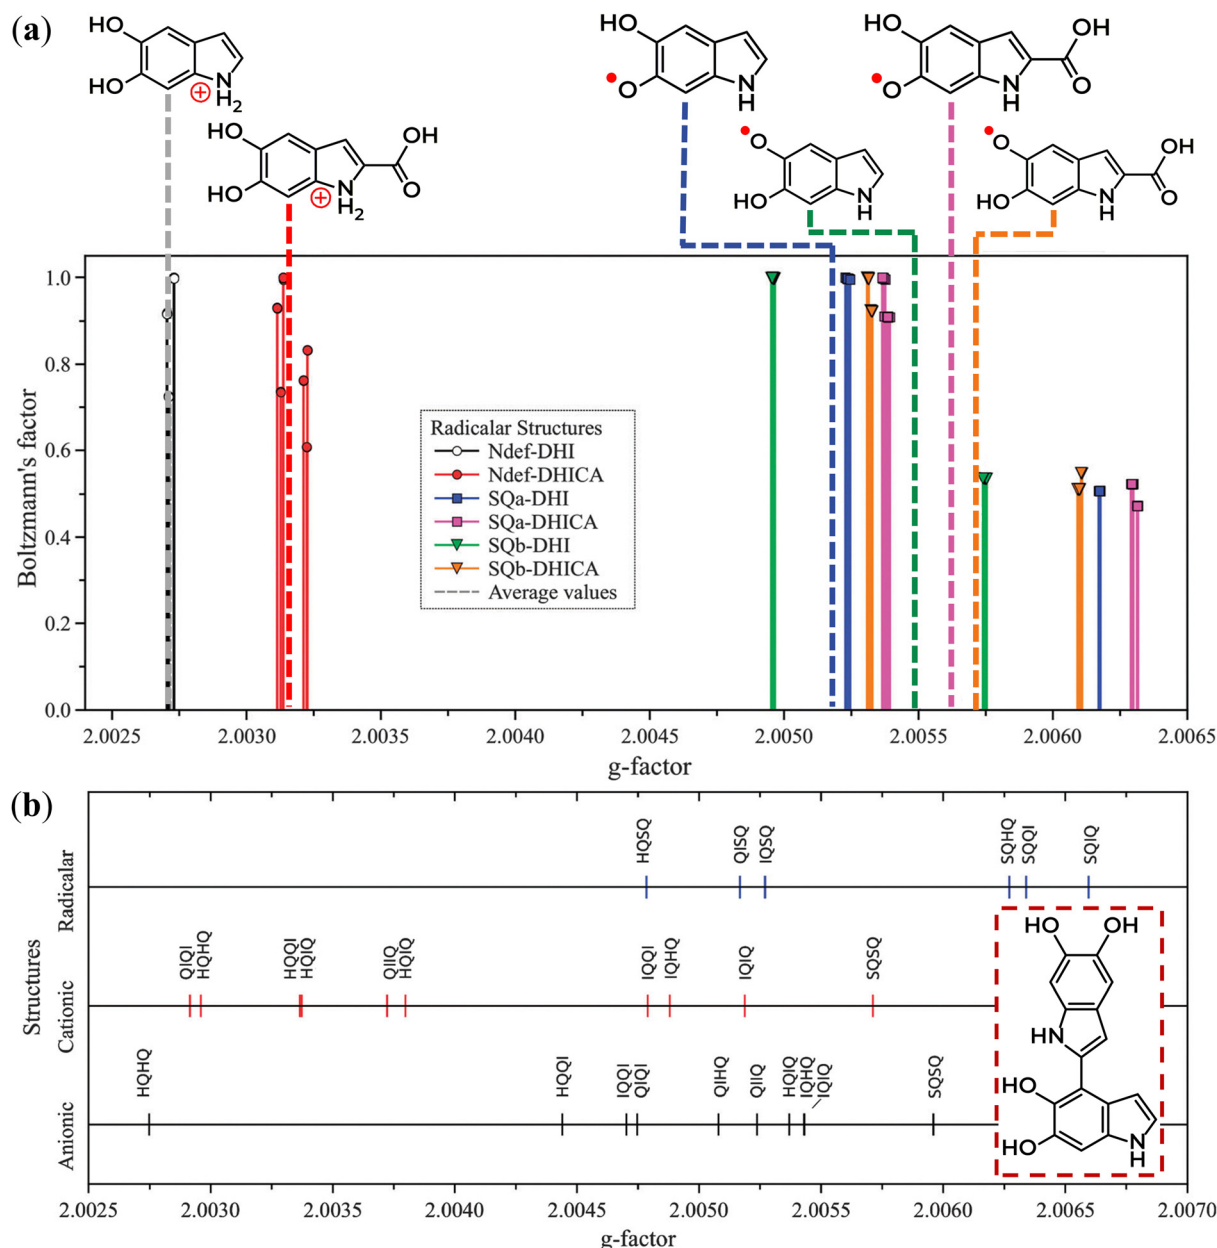 (a)
HO
HO
N
H₂
⊕
HO
HO
OH
O
N
H₂
⊕
HO
O
NH
O
HO
NH
HO
O
OH
O
NH
O
HO
OH
O
NH
Boltzmann's factor
1.0
0.8
0.6
0.4
0.2
0.0
Radicalar Structures
Ndef-DHI
Ndef-DHICA
SQa-DHI
SQa-DHICA
SQb-DHI
SQb-DHICA
Average values
2.0025 2.0030 2.0035 2.0040 2.0045 2.0050 2.0055 2.0060 2.0065
g-factor
(b)
Structures
Radicalar
HQSQ QISQ IQSQ SQHQ SQQI SQIQ
Cationic
QIQI HQHQ HQQI HQIQ QIIQ HQIQ IQQI IQHQ IQIQ SQSQ
Anionic
HQHQ HQQI IQQI QIQI QIHQ QIIQ HQIQ IQHQ IQIQ SQSQ
HO OH
HN
HO
HO
N
H
2.0025 2.0030 2.0035 2.0040 2.0045 2.0050 2.0055 2.0060 2.0065 2.0070
g-factor